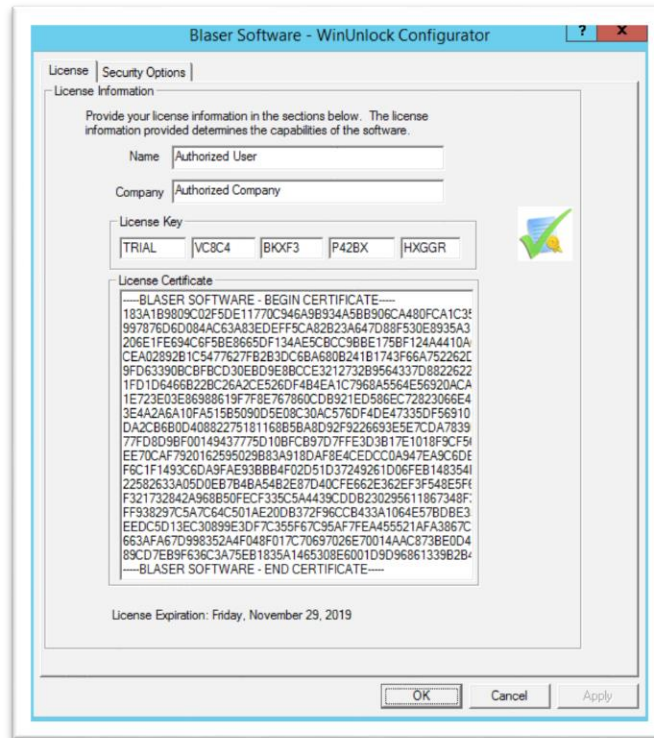 Blaser Software - WinUnlock Configurator
? x
License
Security Options
License Information
Provide your license information in the sections below. The license
information provided determines the capabilities of the software.
Name Authorized User
Company Authorized Company
License Key
TRIAL VC8C4 BKXF3 P42BX HXGGR
License Certificate
----BLASER SOFTWARE - BEGIN CERTIFICATE----
183A1B9809C02F5DE11770C946A9B934A5BB906CA480FCA1C35
997876D6D084AC63A83EDEFF5CA82B23A647D88F530E8935A3
206E1FE694C6F5BE8665DF134AE5CBCC9BBE175BF124A4410A
CEA02892B1C5477627FB2B3DC6BA680B241B1743F66A752262D
9FD63390BCBFBCD30EBD9E8BCCE3212732B9564337D8822622
1FD1D6466B22BC26A2CE526DF4B4EA1C7968A5564E56920ACA
1E723E03E86988619F7F8E767860CDB921ED586EC72823066E4
3E4A2A6A10FA515B5090D5E08C30AC576DF4DE47335DF56910
DA2CB6B0D40882275181168B5BA8D92F9226693E5E7CDA7839
77FD8D9BF00149437775D10BFCB97D7FFE3D3B17E1018F9CF5
EE70CAF7920162595029B83A918DAF8E4CEDCC0A947EA9C6DE
F6C1F1493C6DA9FAE93BBB4F02D51D37249261D06FEB148354
22582633A05D0EB7B4BA54B2E87D40CFE662E362EF3F548E5F
F321732842A968B50FECF335C5A4439CDDB230295611867348F
FF938297C5A7C64C501AE20DB372F96CCB433A1064E57BDBE3
EEDC5D13EC30899E3DF7C355F67C95AF7FEA455521AFA3867C
663AFA67D998352A4F048F017C70697026E70014AAC873BE0D4
89CD7EB9F636C3A75EB1835A1465308E6001D9D96861339B2B
----BLASER SOFTWARE - END CERTIFICATE----
License Expiration: Friday, November 29, 2019
OK Cancel Apply